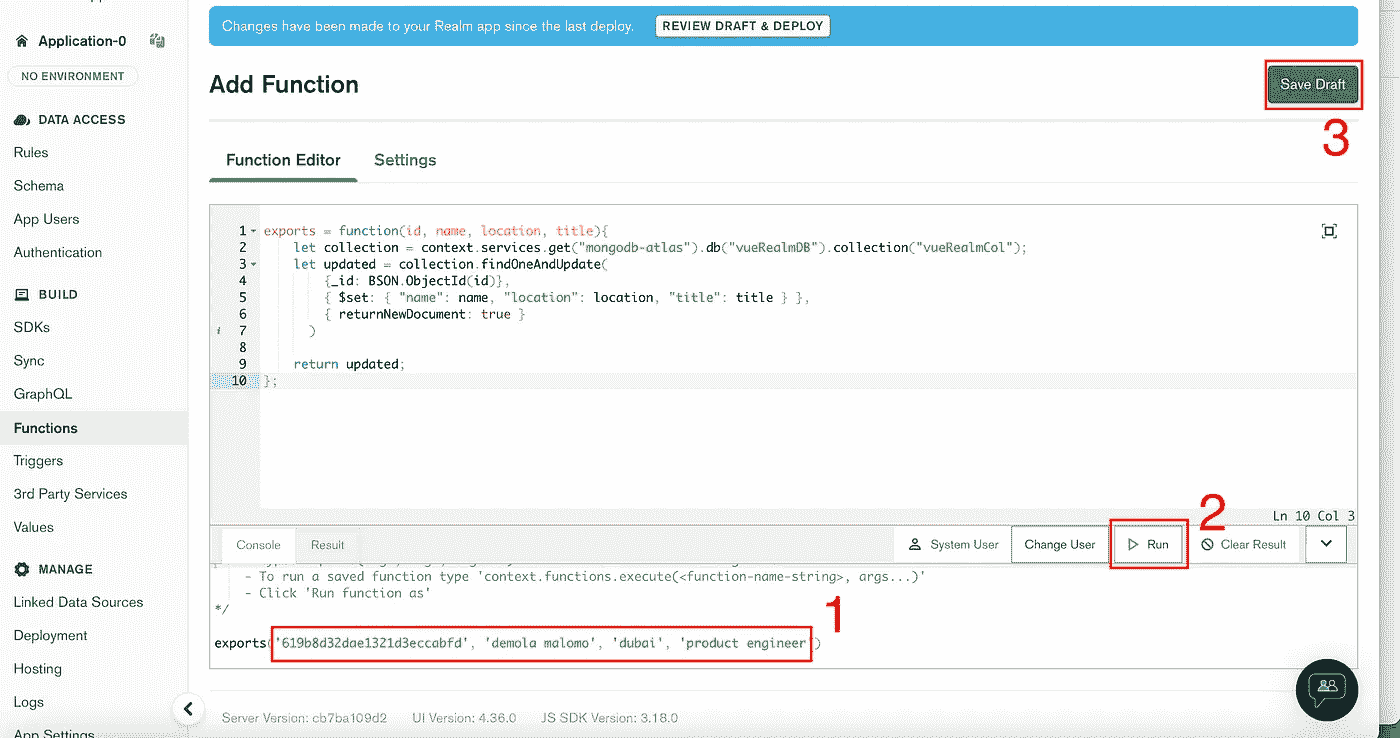 Changes have been made to your Realm app since the last deploy. REVIEW DRAFT & DEPLOY
Application-0
NO ENVIRONMENT
DATA ACCESS
Rules
Schema
App Users
Authentication
BUILD
SDKs
Sync
GraphQL
Functions
Triggers
3rd Party Services
Values
MANAGE
Linked Data Sources
Deployment
Hosting
Logs
App Settings
Add Function
Save Draft
3
Function Editor Settings
1 exports = function(id, name, location, title){
2 let collection = context.services.get("mongodb-atlas").db("vueRealmDB").collection("vueRealmCol");
3 let updated = collection.findOneAndUpdate(
4 {_id: BSON.ObjectId(id)},
5 { $set: { "name": name, "location": location, "title": title } },
6 { returnNewDocument: true }
i 7 )
8
9 return updated;
10 };
Ln 10 Col 3
2
Console Result System User Change User Run Clear Result
- To run a saved function type 'context.functions.execute(<function-name-string>, args...)'
- Click 'Run function as'
*/
1
exports('619b8d32dae1321d3eccabfd', 'demola malomo', 'dubai', 'product engineer')
Server Version: cb7ba109d2 UI Version: 4.36.0 JS SDK Version: 3.18.0